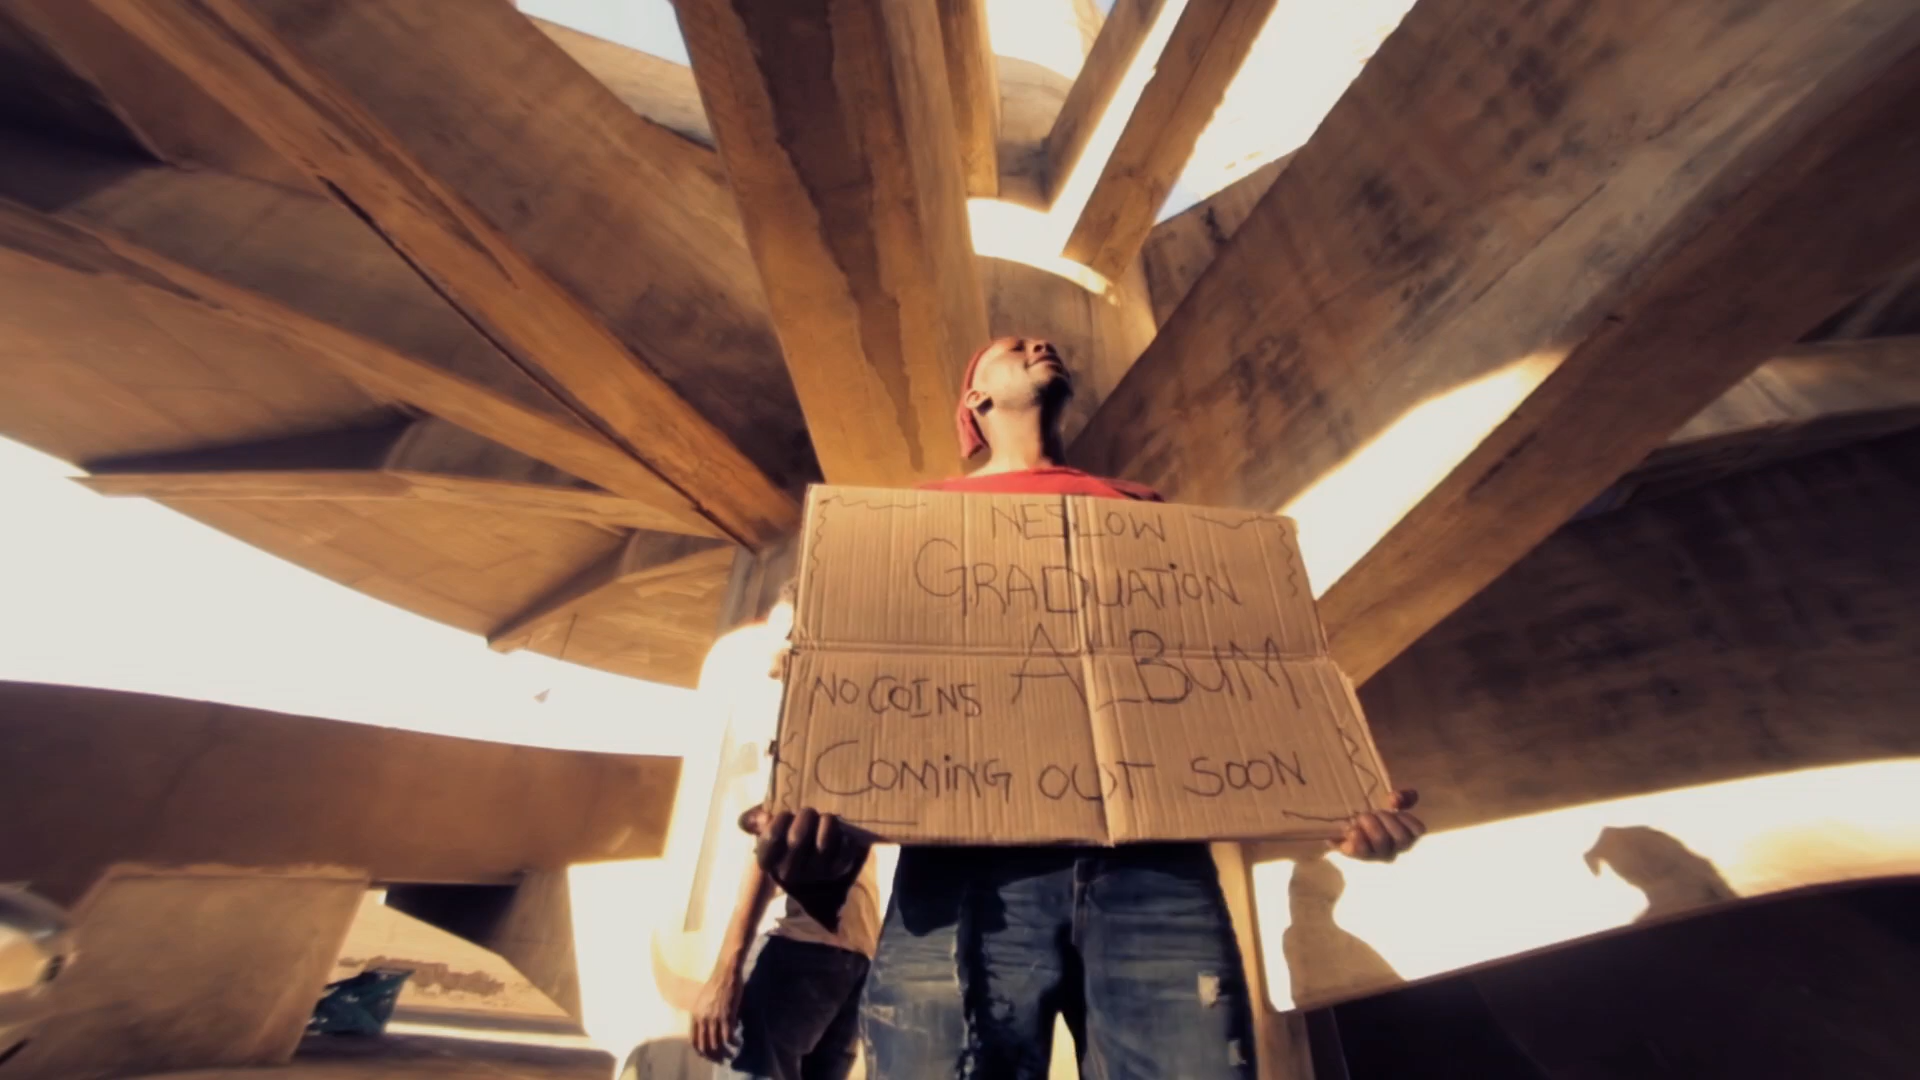 NESLOW
GRADUATION
ALBUM
NO COINS
COMiNG OUT SOON